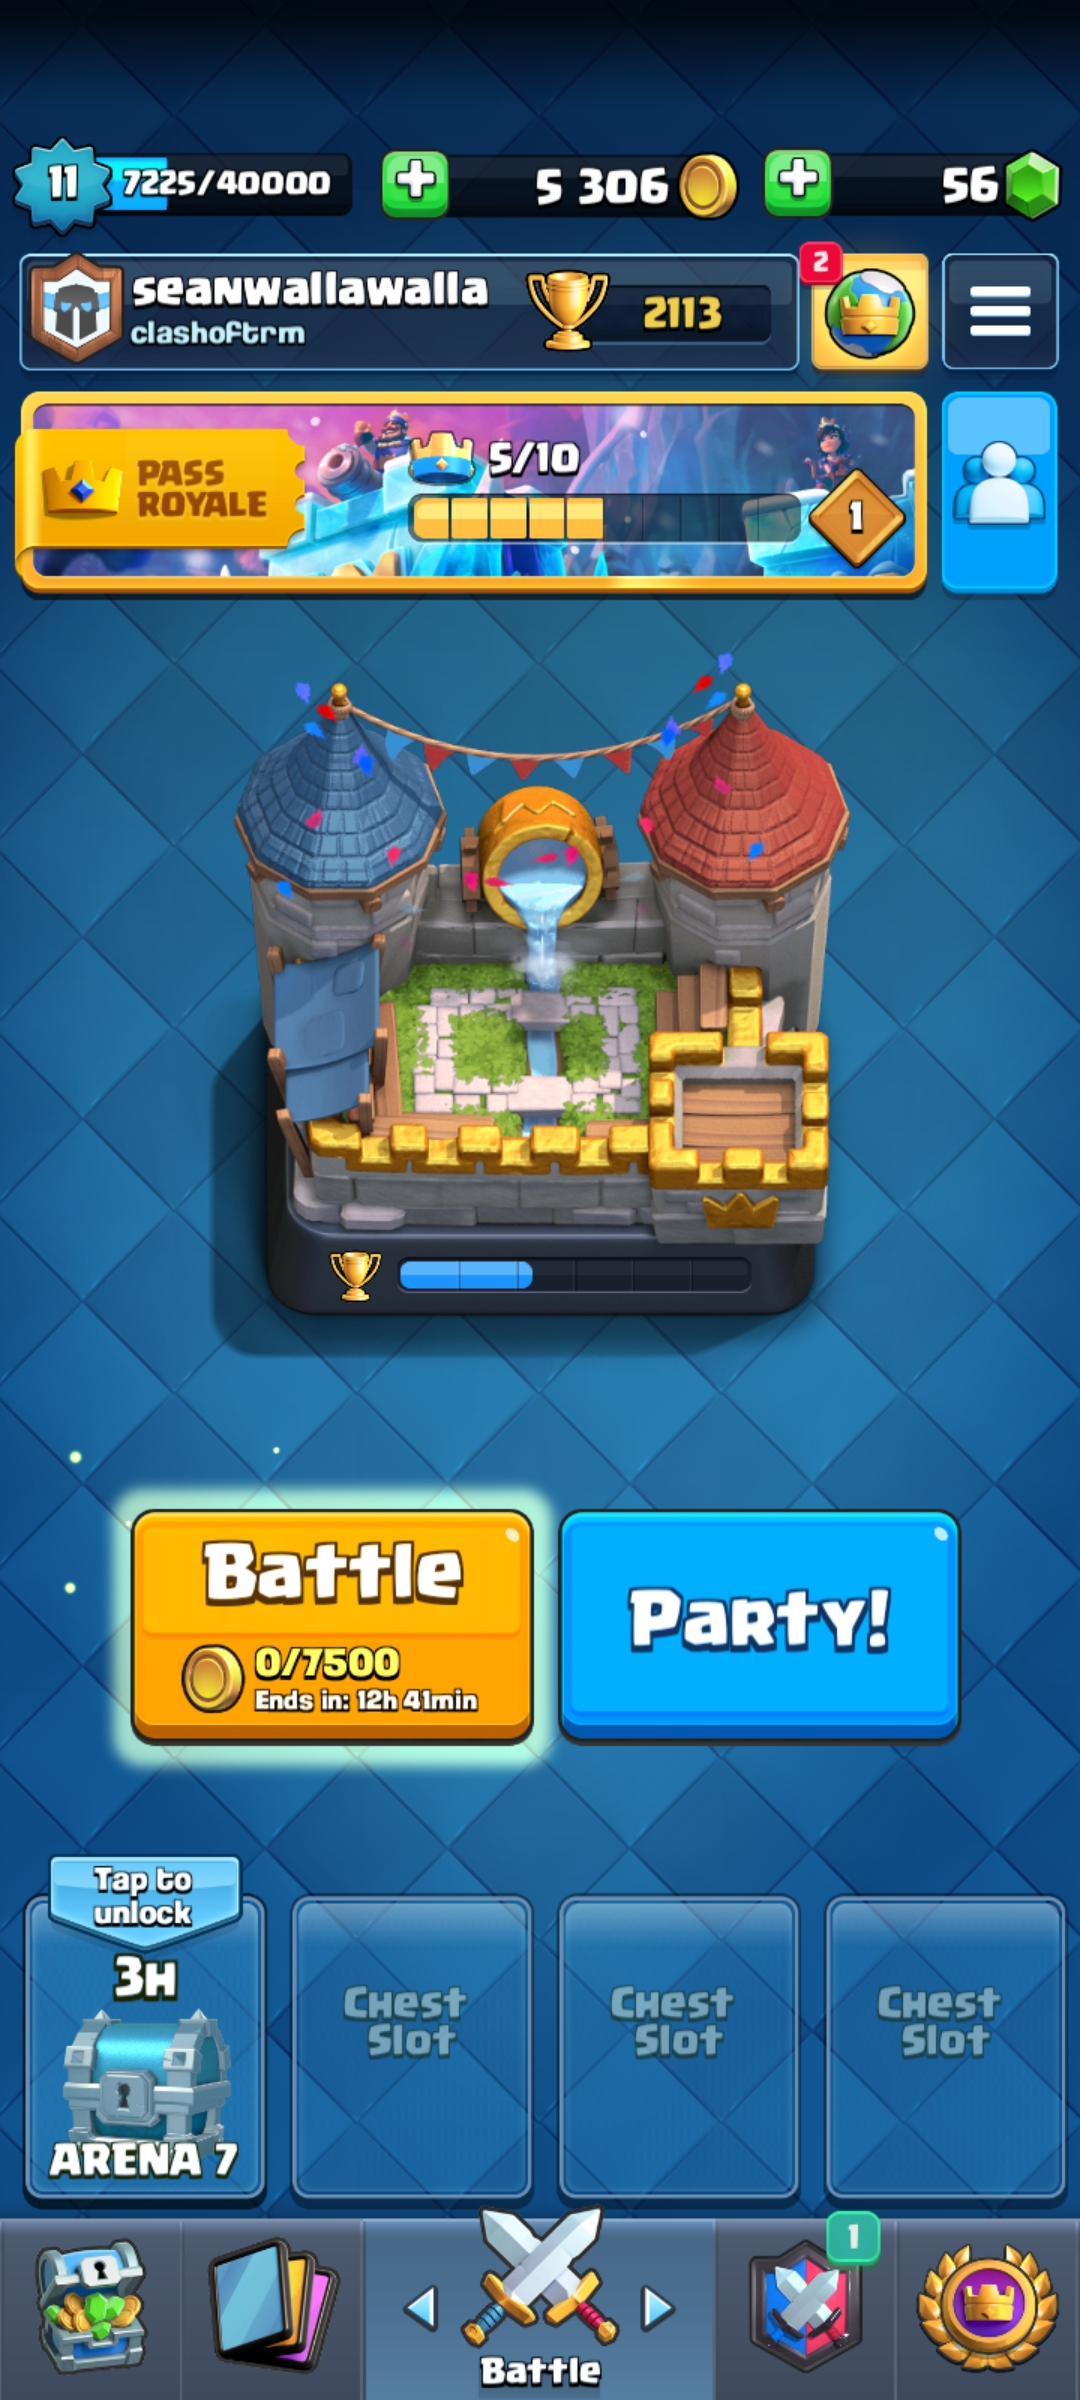 11
7225/40000
5 306
56
seanwallawalla
clashoftrm
2113
2
PASS
ROYALE
5/10
1
Battle
0/7500
Ends in: 12h 41min
Party!
Tap to
unlock
3H
ARENA 7
Chest
Slot
Chest
Slot
Chest
Slot
1
Battle